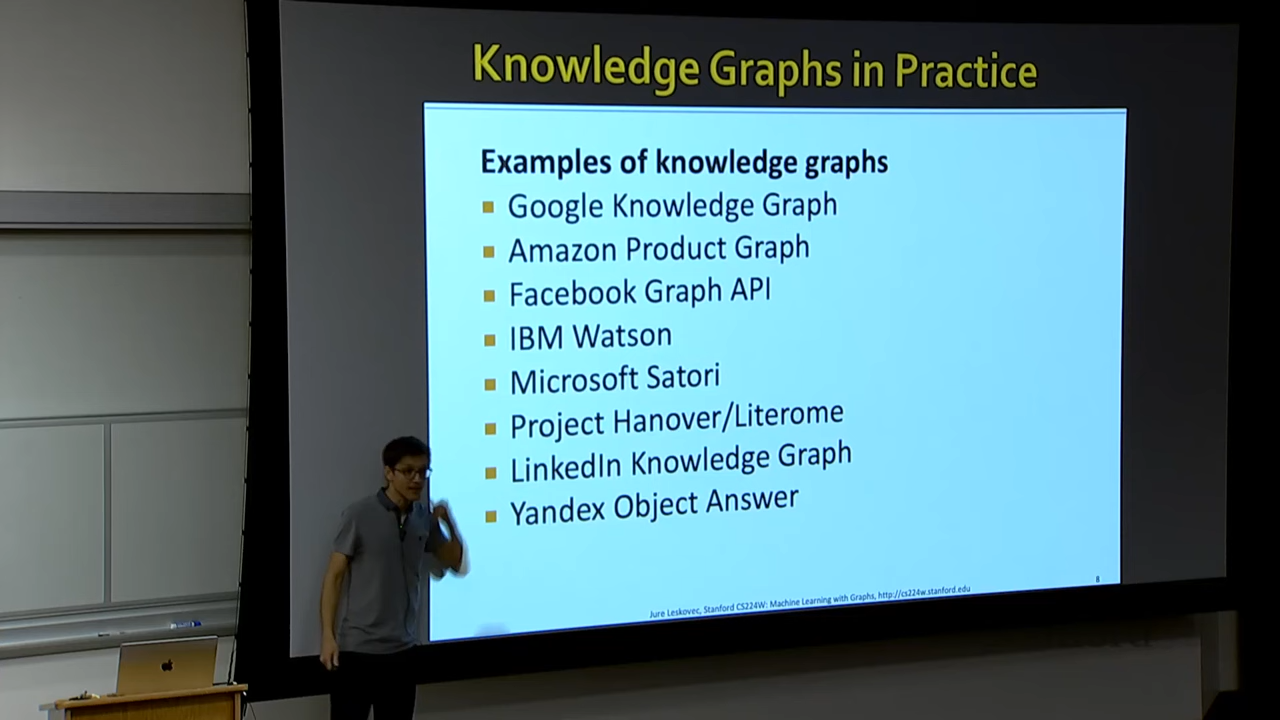 Knowledge Graphs in Practice
Examples of knowledge graphs
Google Knowledge Graph
Amazon Product Graph
Facebook Graph API
IBM Watson
Microsoft Satori
Project Hanover/Literome
LinkedIn Knowledge Graph
Yandex Object Answer
8
Jure Leskovec, Stanford CS224W: Machine Learning with Graphs, http://cs224w.stanford.edu